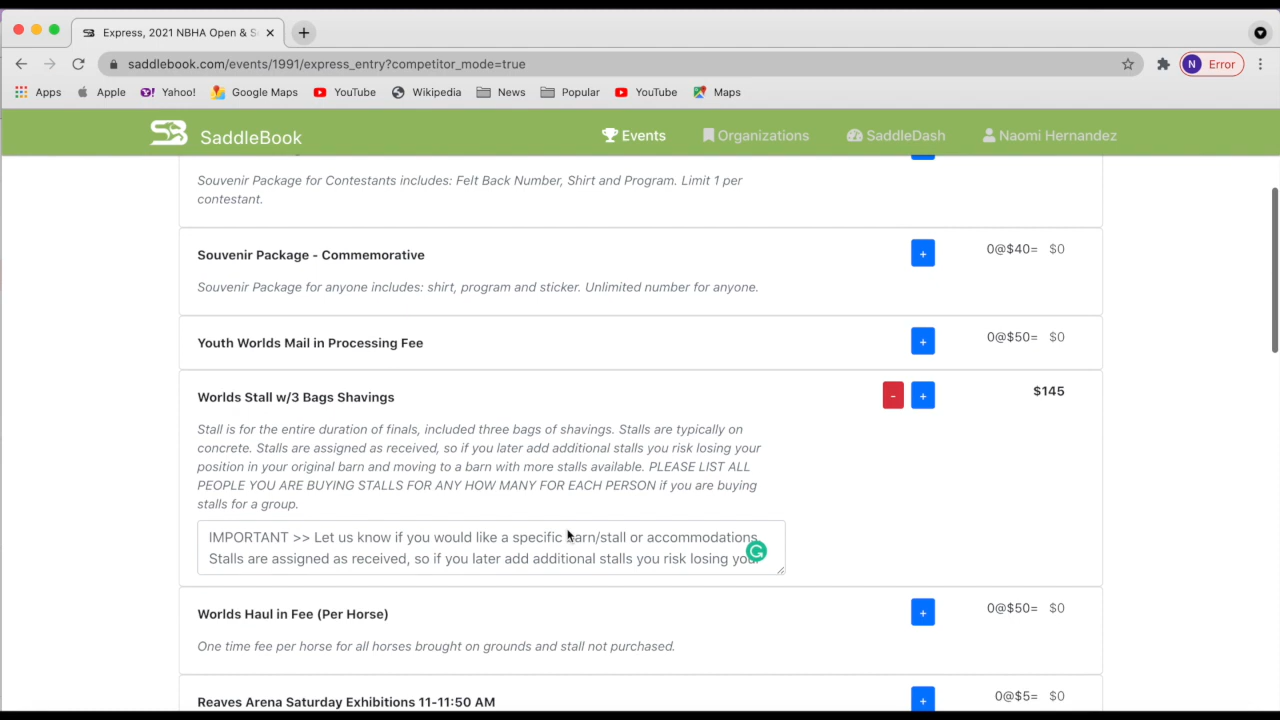 Express, 2021 NBHA Open & S
saddlebook.com/events/1991/express_entry?competitor_mode=true
N Error
Apps Apple Yahoo! Google Maps YouTube Wikipedia News Popular YouTube Maps
SB SaddleBook Events Organizations SaddleDash Naomi Hernandez
Souvenir Package for Contestants includes: Felt Back Number, Shirt and Program. Limit 1 per
contestant.
Souvenir Package - Commemorative + 0@$40= $0
Souvenir Package for anyone includes: shirt, program and sticker. Unlimited number for anyone.
Youth Worlds Mail in Processing Fee + 0@$50= $0
Worlds Stall w/3 Bags Shavings - + $145
Stall is for the entire duration of finals, included three bags of shavings. Stalls are typically on
concrete. Stalls are assigned as received, so if you later add additional stalls you risk losing your
position in your original barn and moving to a barn with more stalls available. PLEASE LIST ALL
PEOPLE YOU ARE BUYING STALLS FOR ANY HOW MANY FOR EACH PERSON if you are buying
stalls for a group.
IMPORTANT >> Let us know if you would like a specific barn/stall or accommodations.
Stalls are assigned as received, so if you later add additional stalls you risk losing your
Worlds Haul in Fee (Per Horse) + 0@$50= $0
One time fee per horse for all horses brought on grounds and stall not purchased.
Reaves Arena Saturday Exhibitions 11-11:50 AM + 0@$5= $0